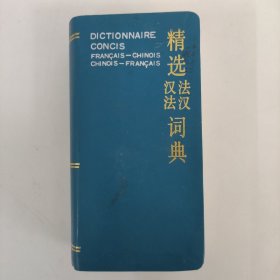 DICTIONNAIRE
CONCIS
FRANÇAIS—CHINOIS
CHINOIS—FRANÇAIS
精选
法汉
汉法
词典